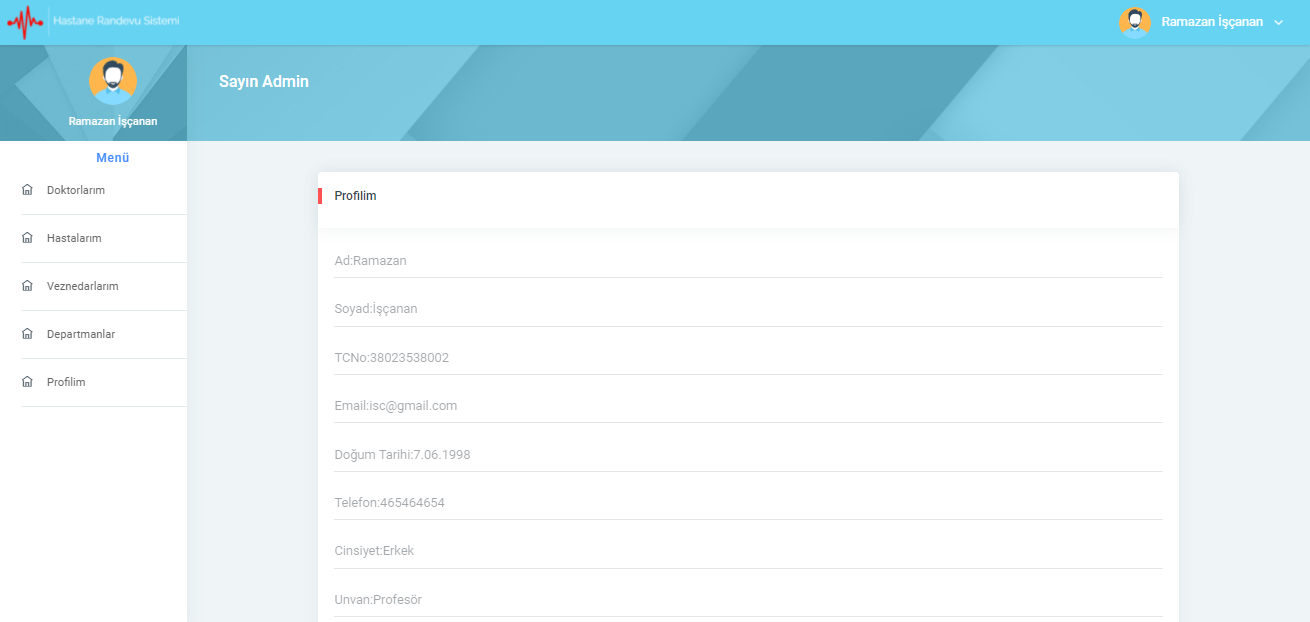 Hastane Randevu Sistemi
Ramazan İşçanan
Ramazan İşçanan
Sayın Admin
Menü
Doktorlarım
Hastalarım
Veznedarlarım
Departmanlar
Profilim
Profilim
Ad:Ramazan
Soyad:İşçanan
TCNo:38023538002
Email:isc@gmail.com
Doğum Tarihi:7.06.1998
Telefon:465464654
Cinsiyet:Erkek
Unvan:Profesör